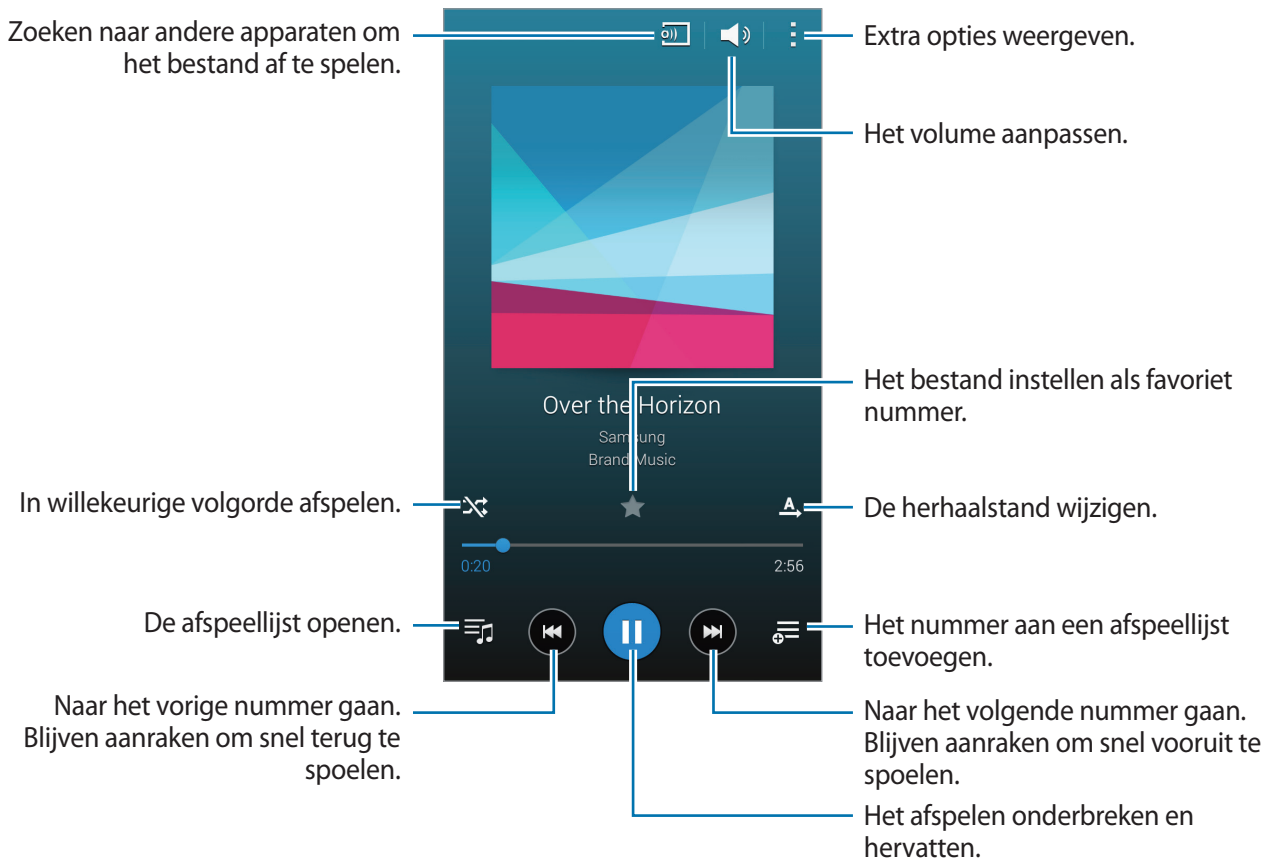 Zoeken naar andere apparaten om
het bestand af te spelen.
Extra opties weergeven.
Het volume aanpassen.
Het bestand instellen als favoriet
nummer.
Over the Horizon
Samsung
Brand Music
In willekeurige volgorde afspelen.
A
De herhaalstand wijzigen.
0:20
2:56
De afspeellijst openen.
Het nummer aan een afspeellijst
toevoegen.
Naar het vorige nummer gaan.
Blijven aanraken om snel terug te
spoelen.
Naar het volgende nummer gaan.
Blijven aanraken om snel vooruit te
spoelen.
Het afspelen onderbreken en
hervatten.